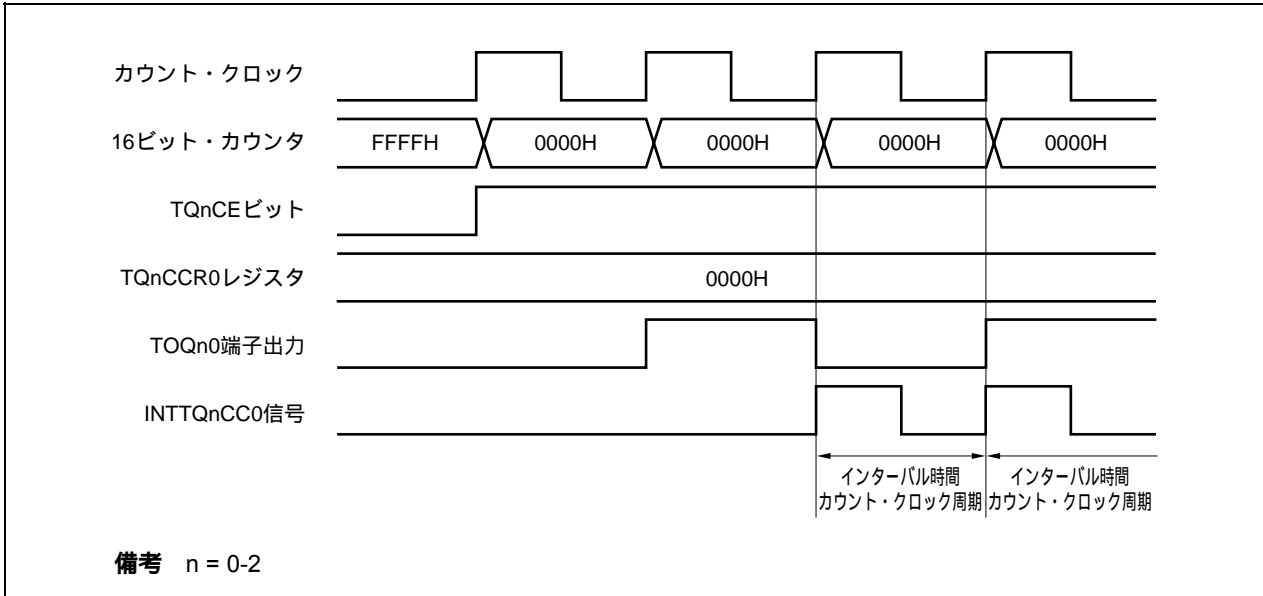 カウント・クロック
16ビット・カウンタ FFFFH 0000H 0000H 0000H 0000H
TQnCEビット
TQnCCR0レジスタ 0000H
TOQn0端子出力
INTTQnCC0信号
インターバル時間 インターバル時間
カウント・クロック周期 カウント・クロック周期
備考 n = 0-2